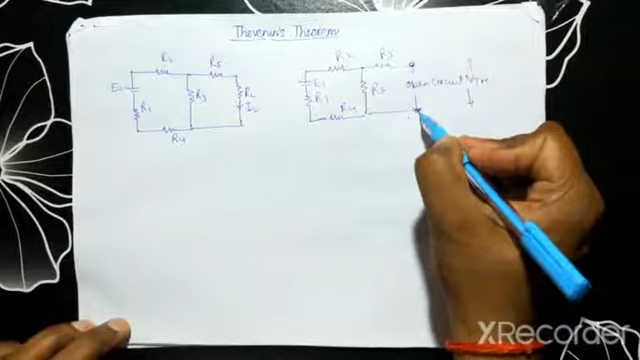 Thevenin's Theorem
R2 R5
E1
R3
RL
R1
IL
R4
R2 R5
E1
R1
R3
open circuit Vth
R4
XRecorder